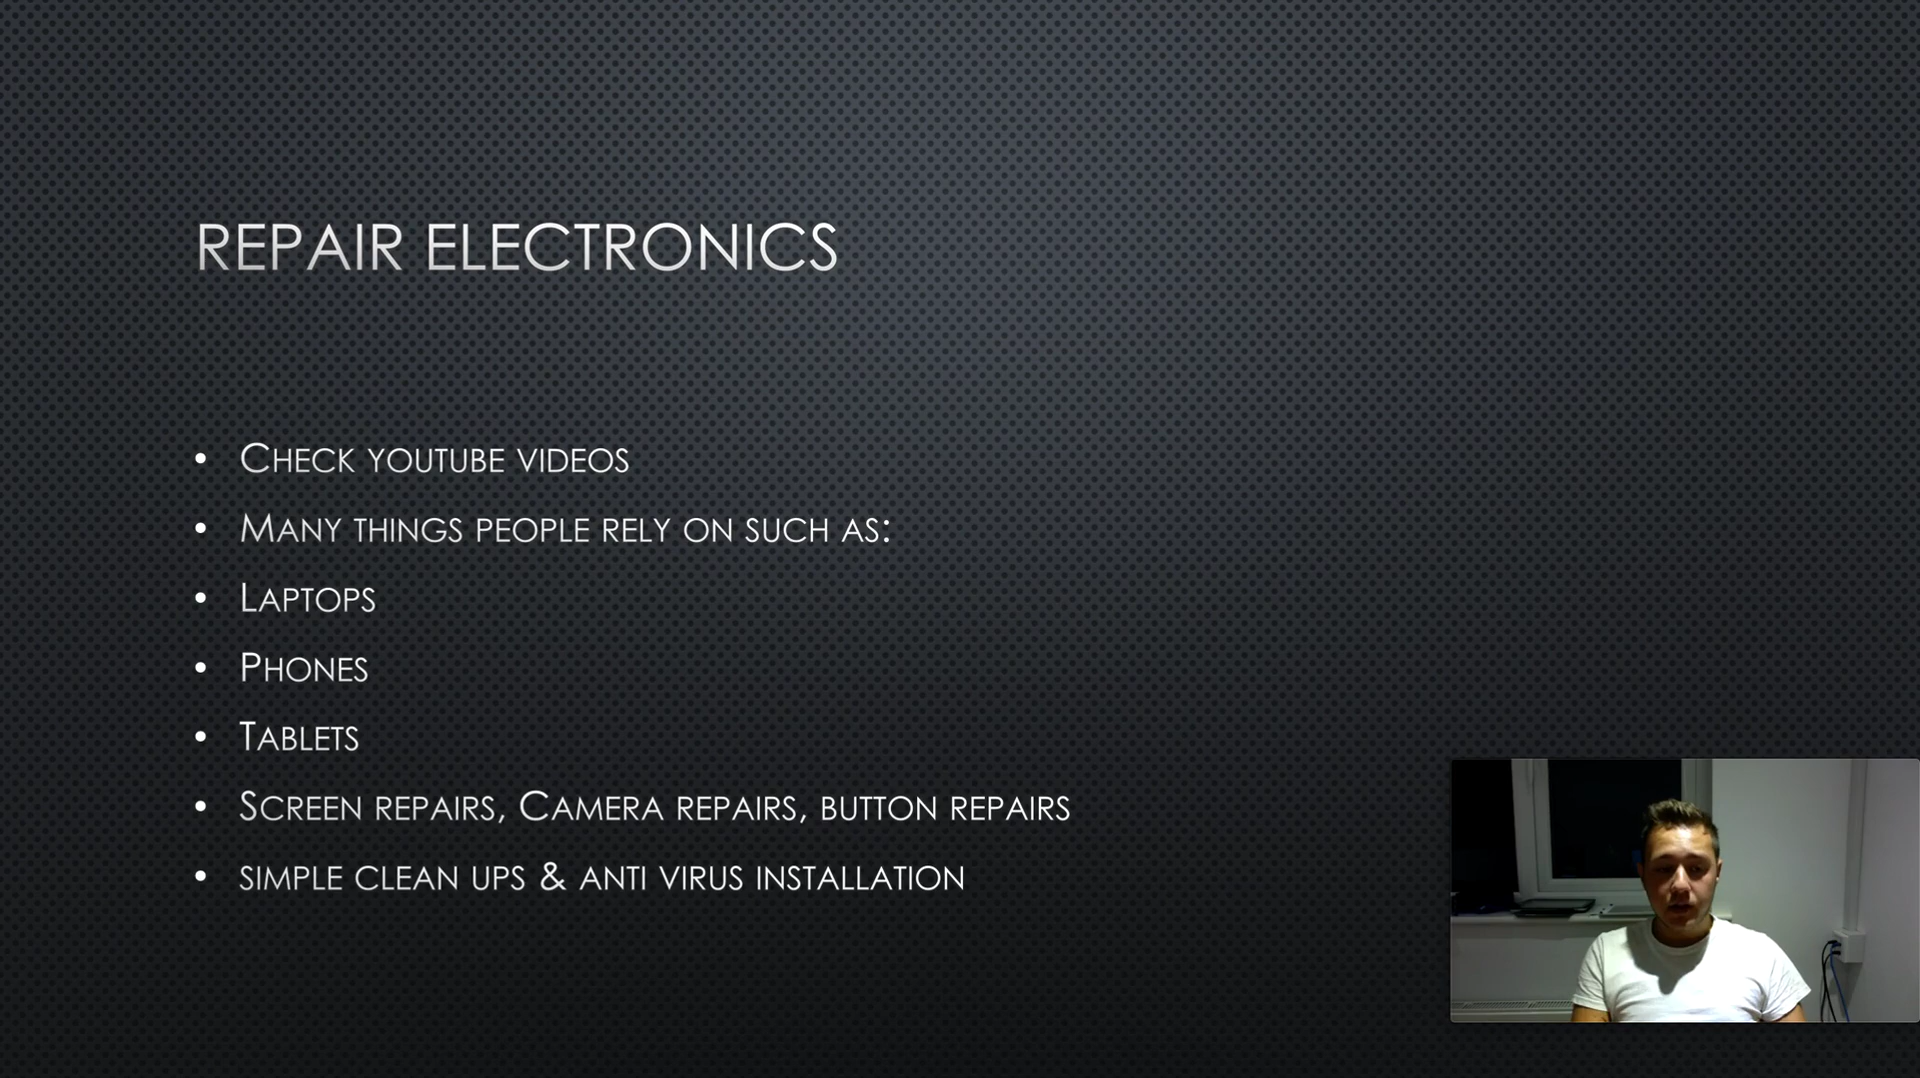 REPAIR ELECTRONICS
• CHECK YOUTUBE VIDEOS
• MANY THINGS PEOPLE RELY ON SUCH AS:
• LAPTOPS
• PHONES
• TABLETS
• SCREEN REPAIRS, CAMERA REPAIRS, BUTTON REPAIRS
• SIMPLE CLEAN UPS & ANTI VIRUS INSTALLATION